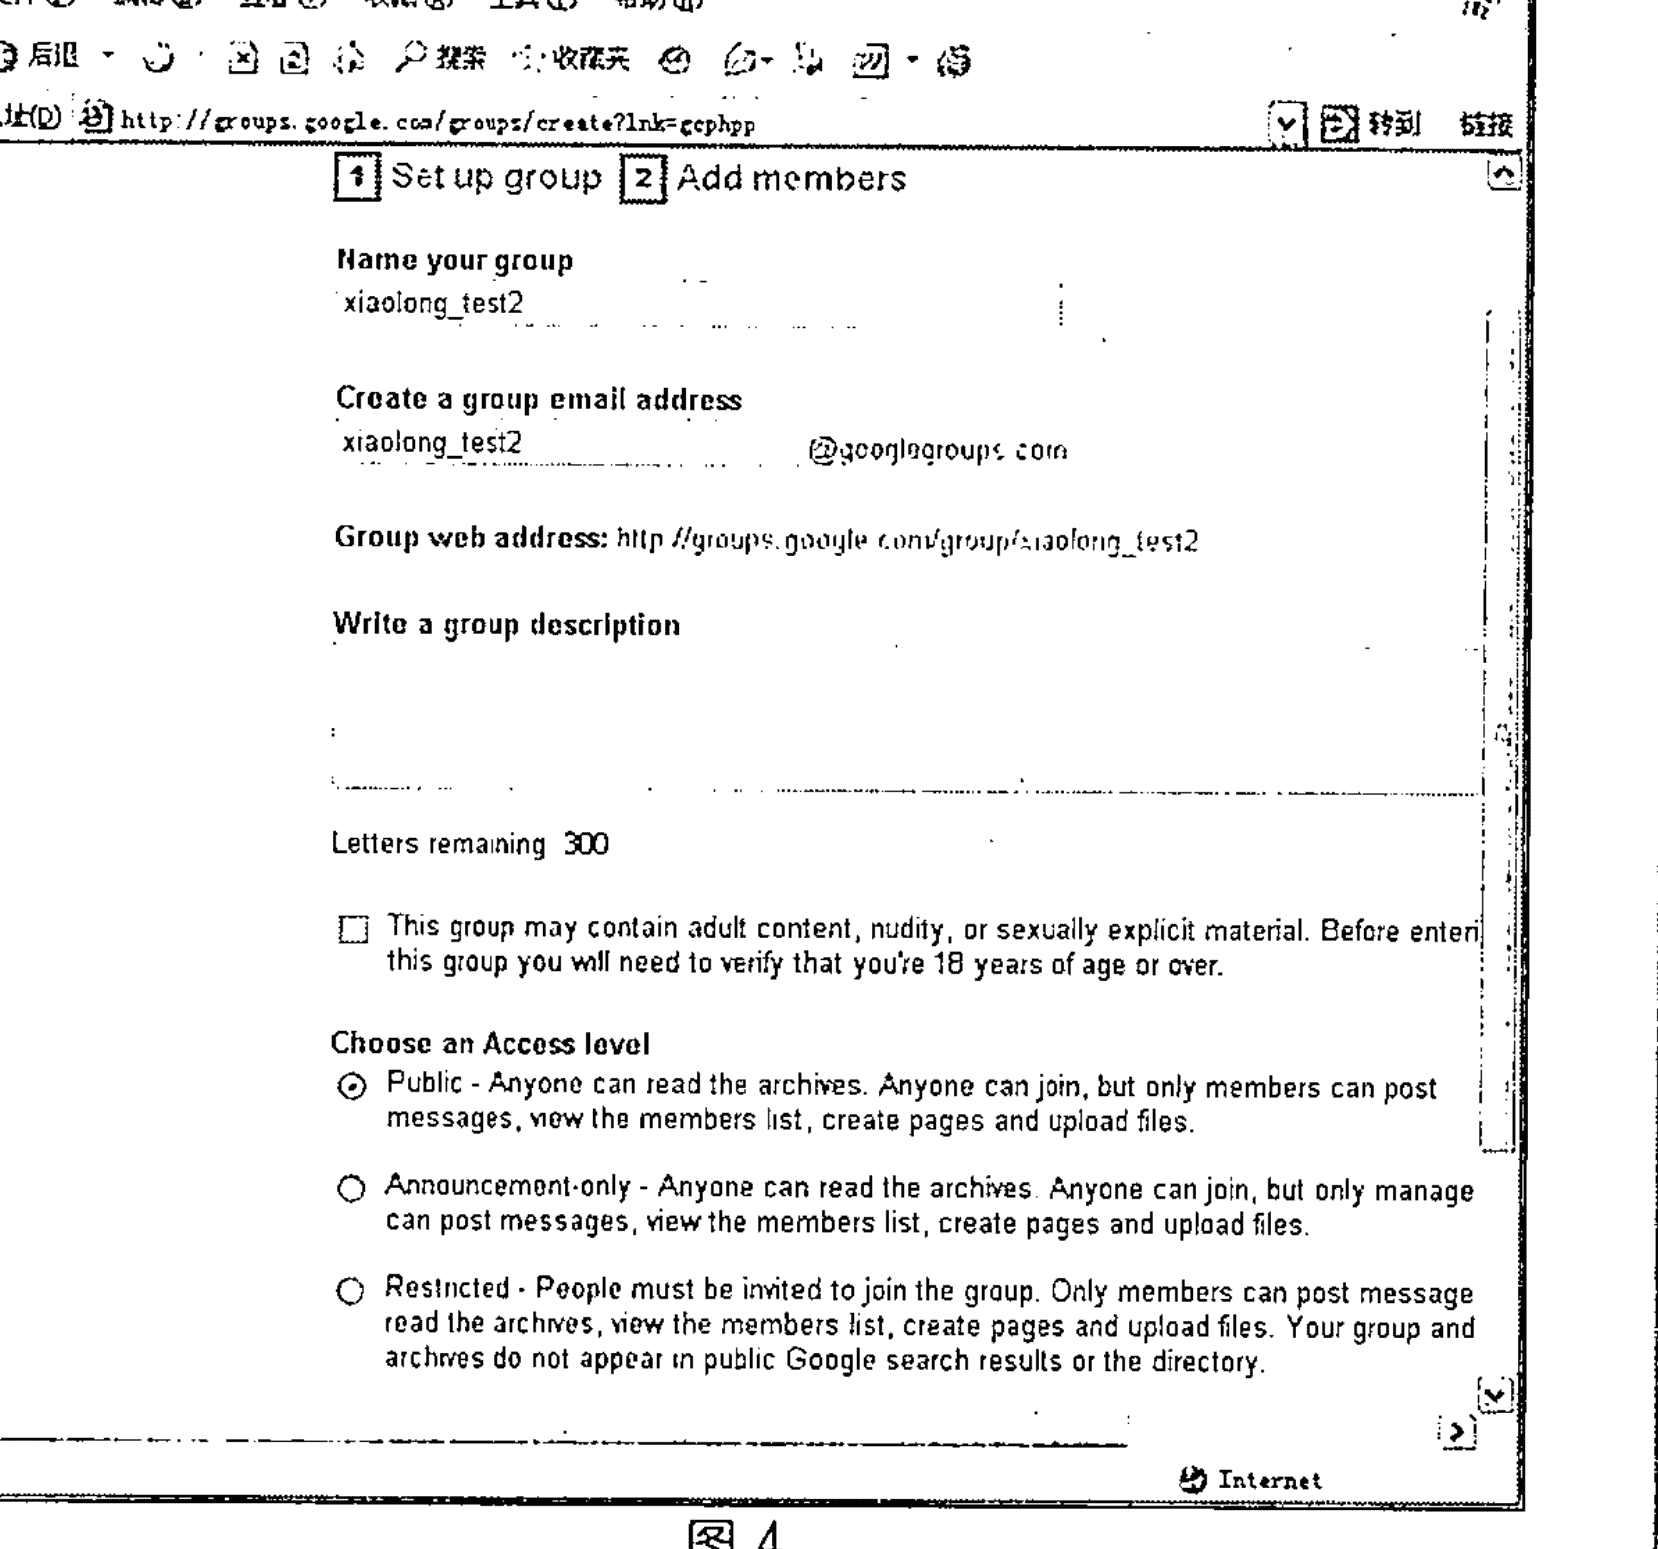 后退 搜索 收藏夹
址(D) http://groups.google.com/groups/create?lnk=gcphpp 转到 链接
1 Set up group 2 Add members
Name your group
xiaolong_test2
Create a group email address
xiaolong_test2 @googlegroups.com
Group web address: http://groups.google.com/group/xiaolong_test2
Write a group description
Letters remaining 300
This group may contain adult content, nudity, or sexually explicit material. Before enteri
this group you will need to verify that you're 18 years of age or over.
Choose an Access level
Public - Anyone can read the archives. Anyone can join, but only members can post
messages, view the members list, create pages and upload files.
Announcement-only - Anyone can read the archives. Anyone can join, but only manage
can post messages, view the members list, create pages and upload files.
Restricted - People must be invited to join the group. Only members can post message
read the archives, view the members list, create pages and upload files. Your group and
archives do not appear in public Google search results or the directory.
Internet
图 4